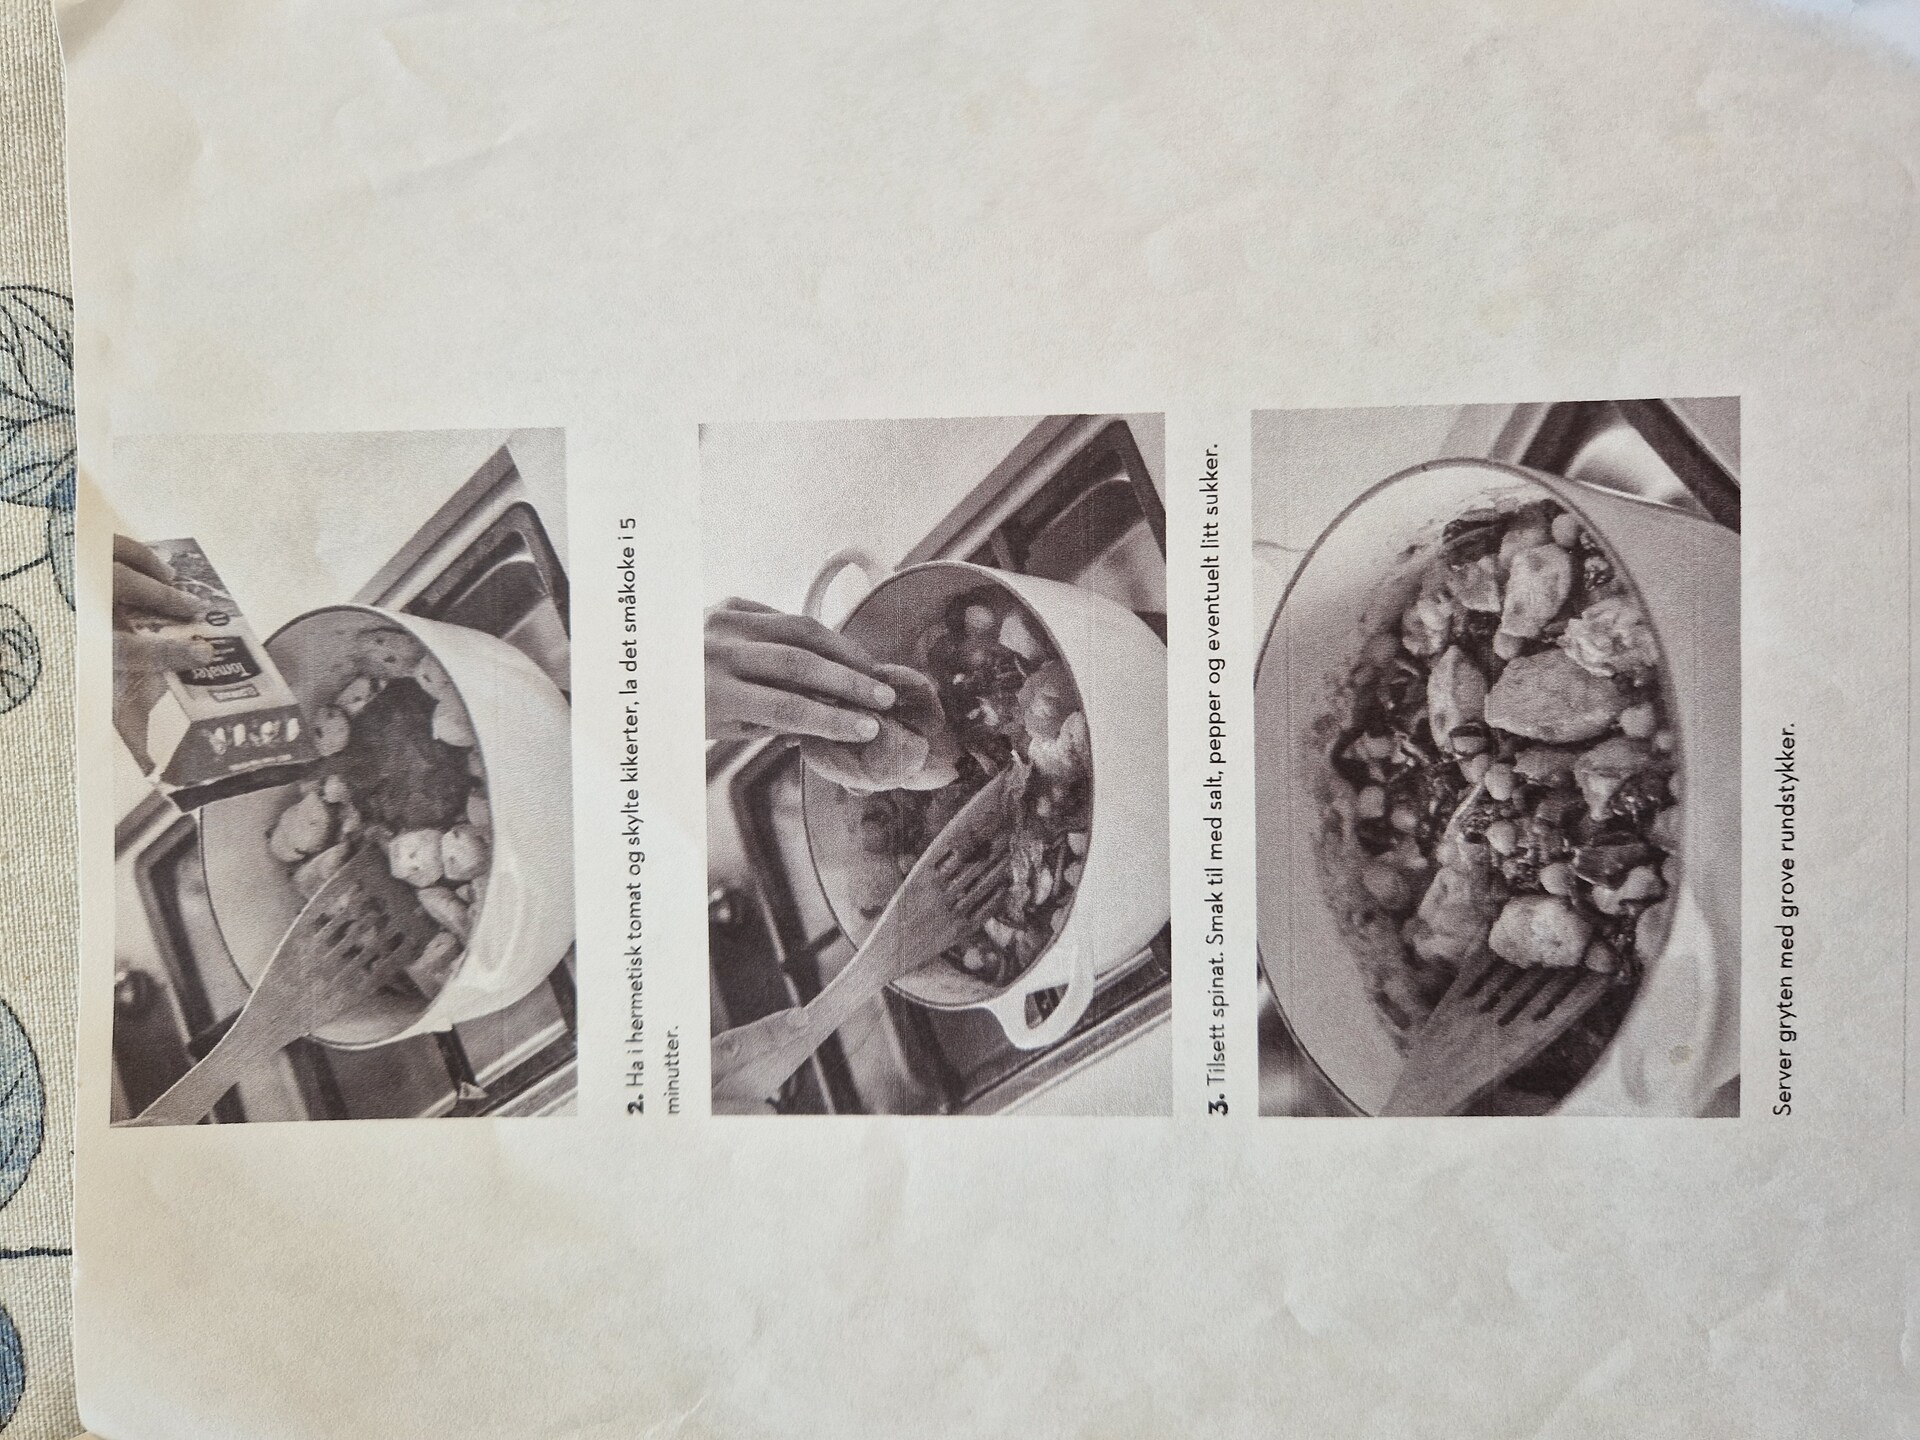 Tomater
2. Ha i hermetisk tomat og skylte kikerter, la det småkoke i 5
minutter.
3. Tilsett spinat. Smak til med salt, pepper og eventuelt litt sukker.
Server gryten med grove rundstykker.